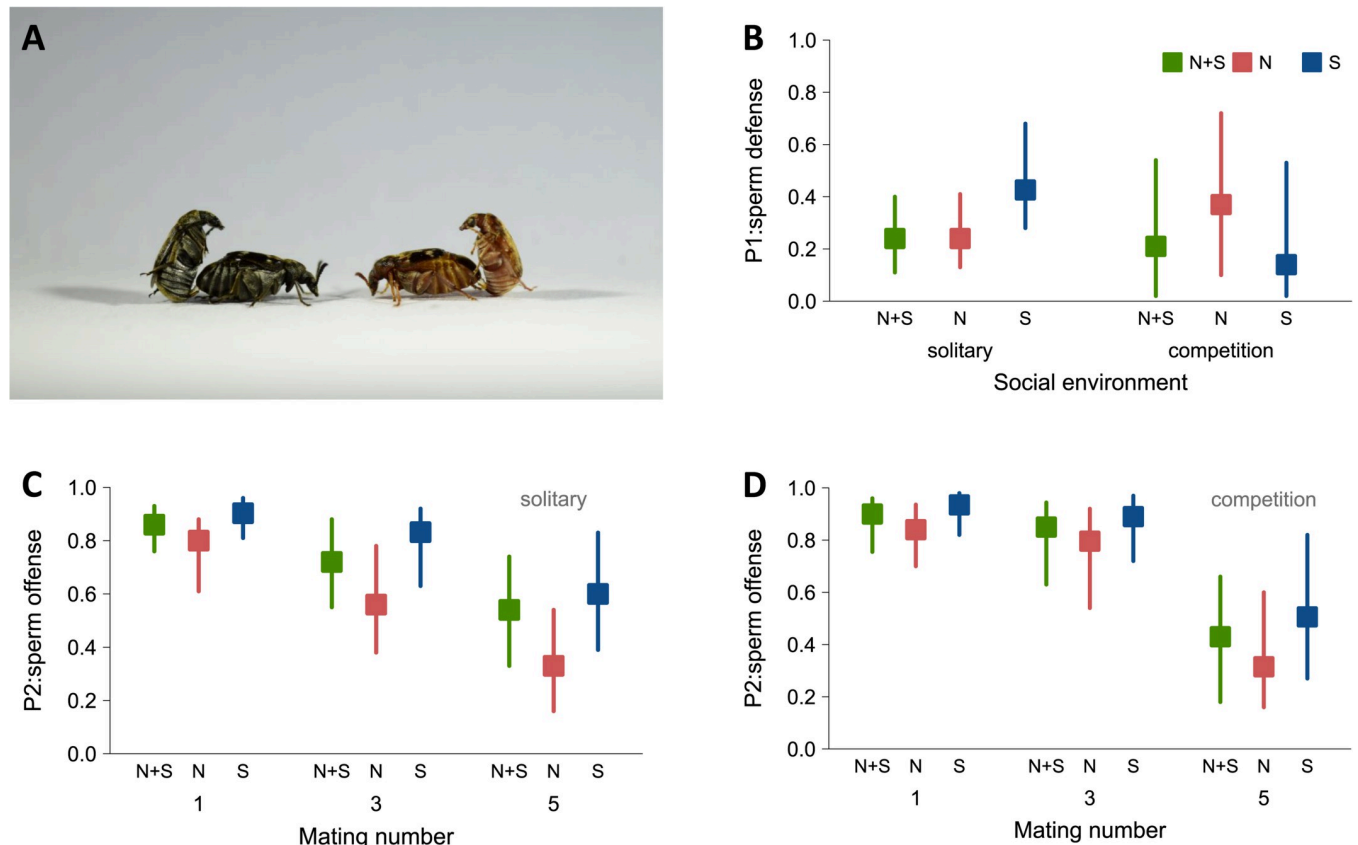 A
B
1.0
0.8
0.6
0.4
0.2
0.0
P1:sperm defense
N+S N S
N+S N S N+S N S
solitary competition
Social environment
C
1.0
0.8
0.6
0.4
0.2
0.0
P2:sperm offense
solitary
N+S N S N+S N S N+S N S
1 3 5
Mating number
D
1.0
0.8
0.6
0.4
0.2
0.0
P2:sperm offense
competition
N+S N S N+S N S N+S N S
1 3 5
Mating number